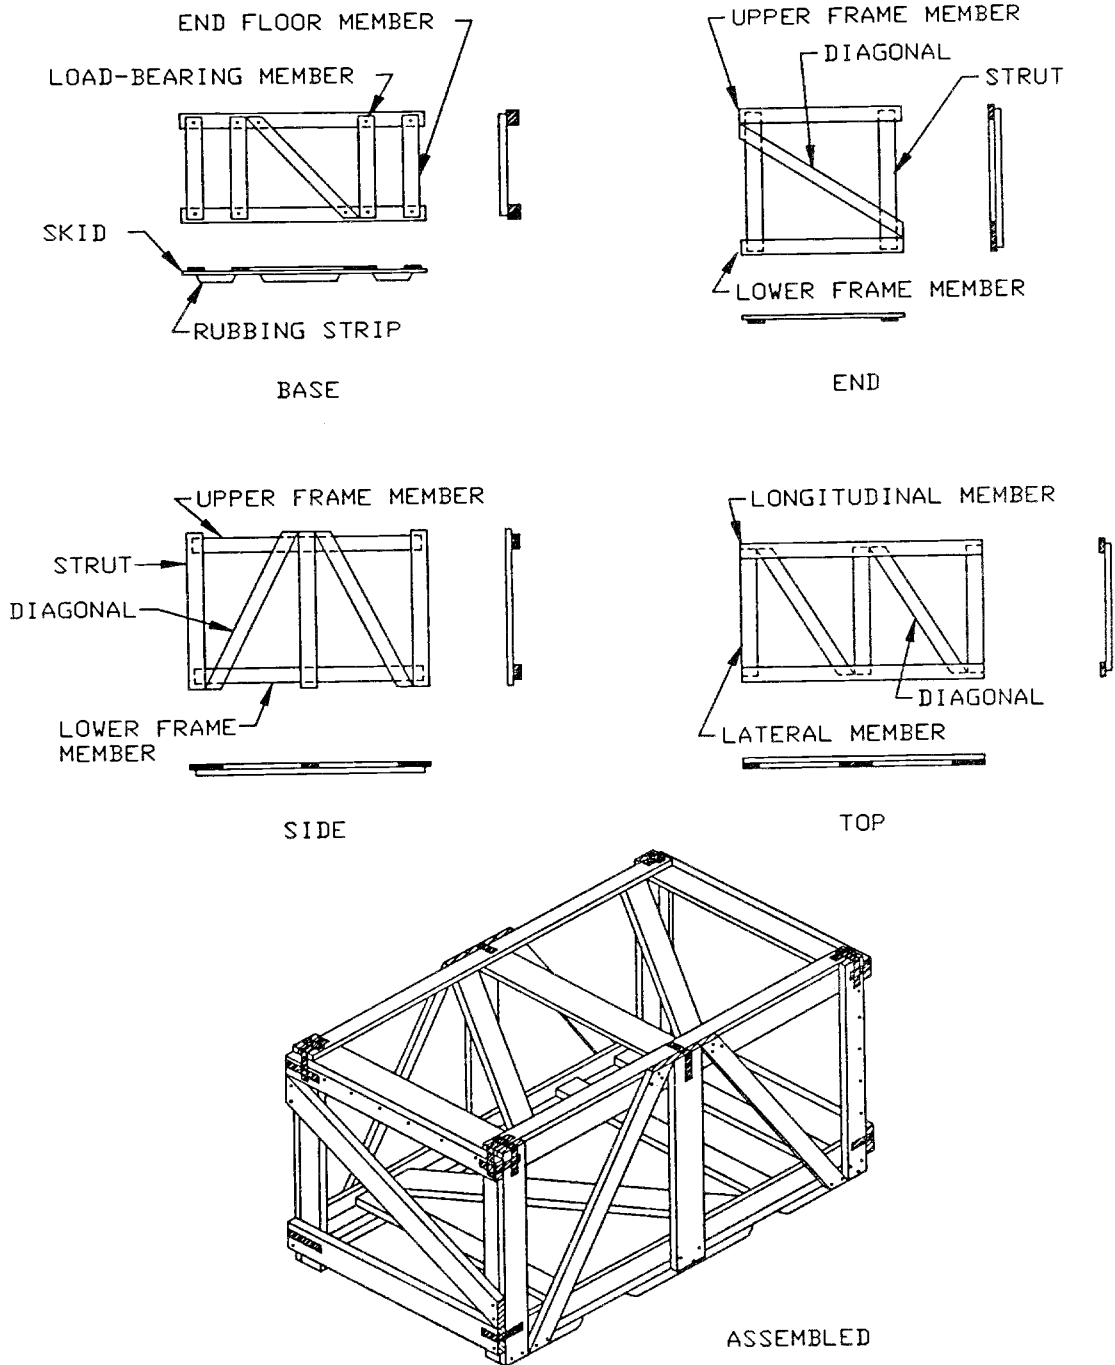 END FLOOR MEMBER
LOAD-BEARING MEMBER
SKID
RUBBING STRIP
BASE
UPPER FRAME MEMBER
DIAGONAL
STRUT
LOWER FRAME MEMBER
END
UPPER FRAME MEMBER
STRUT
DIAGONAL
LOWER FRAME
MEMBER
SIDE
LONGITUDINAL MEMBER
DIAGONAL
LATERAL MEMBER
TOP
ASSEMBLED